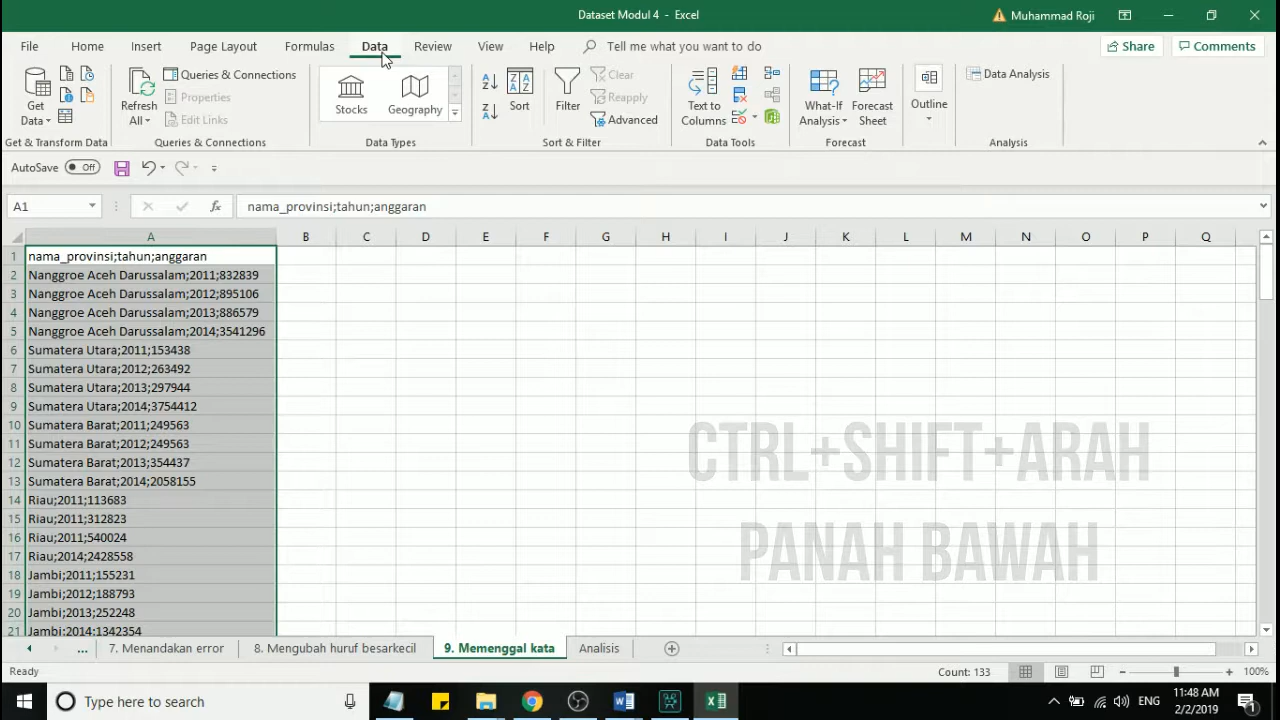 Dataset Modul 4 - Excel
Muhammad Roji
File Home Insert Page Layout Formulas Data Review View Help Tell me what you want to do Share Comments
Get Data
Refresh All
Queries & Connections
Properties
Edit Links
Stocks
Geography
Sort
Filter
Clear
Reapply
Advanced
Text to Columns
What-If Analysis
Forecast Sheet
Outline
Data Analysis
Get & Transform Data Queries & Connections Data Types Sort & Filter Data Tools Forecast Analysis
AutoSave Off
A1 fx nama_provinsi;tahun;anggaran
A B C D E F G H I J K L M N O P Q
1 nama_provinsi;tahun;anggaran
2 Nanggroe Aceh Darussalam;2011;832839
3 Nanggroe Aceh Darussalam;2012;895106
4 Nanggroe Aceh Darussalam;2013;886579
5 Nanggroe Aceh Darussalam;2014;3541296
6 Sumatera Utara;2011;153438
7 Sumatera Utara;2012;263492
8 Sumatera Utara;2013;297944
9 Sumatera Utara;2014;3754412
10 Sumatera Barat;2011;249563
11 Sumatera Barat;2012;249563
12 Sumatera Barat;2013;354437
13 Sumatera Barat;2014;2058155
14 Riau;2011;113683
15 Riau;2011;312823
16 Riau;2011;540024
17 Riau;2014;2428558
18 Jambi;2011;155231
19 Jambi;2012;188793
20 Jambi;2013;252248
21 Jambi;2014;1342354
CTRL+SHIFT+ARAH
PANAH BAWAH
... 7. Menandakan error 8. Mengubah huruf besarkecil 9. Memenggal kata Analisis
Ready Count: 133 100%
Type here to search
ENG
11:48 AM
2/2/2019
1